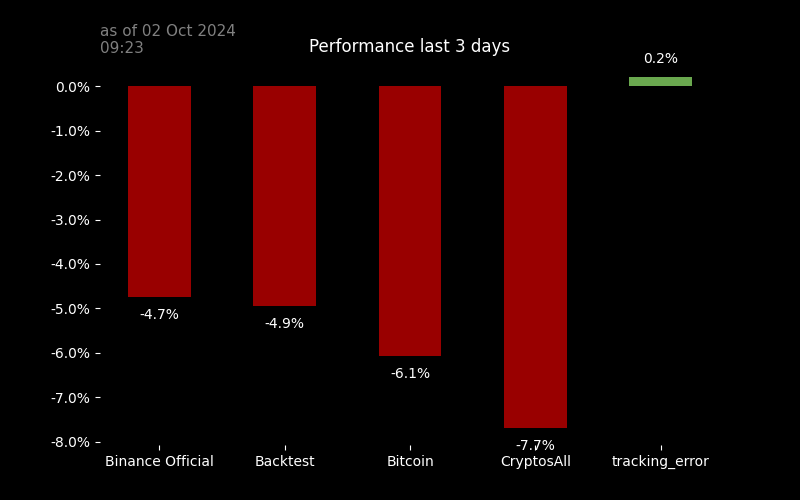 as of 02 Oct 2024
09:23
Performance last 3 days
0.2%
0.0%
-1.0%
-2.0%
-3.0%
-4.0%
-5.0%
-6.0%
-7.0%
-8.0%
-4.7%
-4.9%
-6.1%
-7.7%
Binance Official
Backtest
Bitcoin
CryptosAll
tracking_error